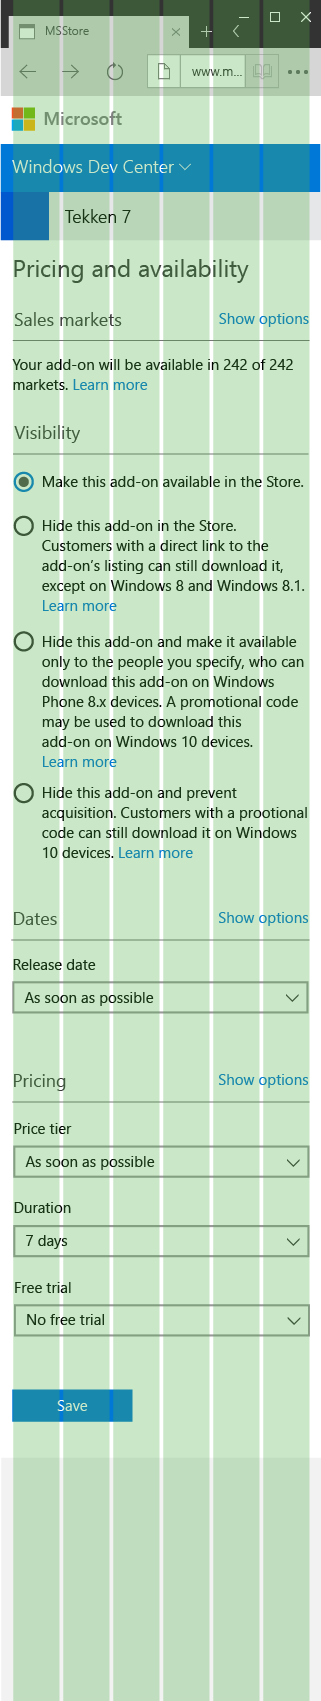 MSStore
www.m...
Microsoft
Windows Dev Center
Tekken 7
Pricing and availability
Sales markets
Show options
Your add-on will be available in 242 of 242
markets. Learn more
Visibility
Make this add-on available in the Store.
Hide this add-on in the Store.
Customers with a direct link to the
add-on’s listing can still download it,
except on Windows 8 and Windows 8.1.
Learn more
Hide this add-on and make it available
only to the people you specify, who can
download this add-on on Windows
Phone 8.x devices. A promotional code
may be used to download this
add-on on Windows 10 devices.
Learn more
Hide this add-on and prevent
acquisition. Customers with a prootional
code can still download it on Windows
10 devices. Learn more
Dates
Show options
Release date
As soon as possible
Pricing
Show options
Price tier
As soon as possible
Duration
7 days
Free trial
No free trial
Save